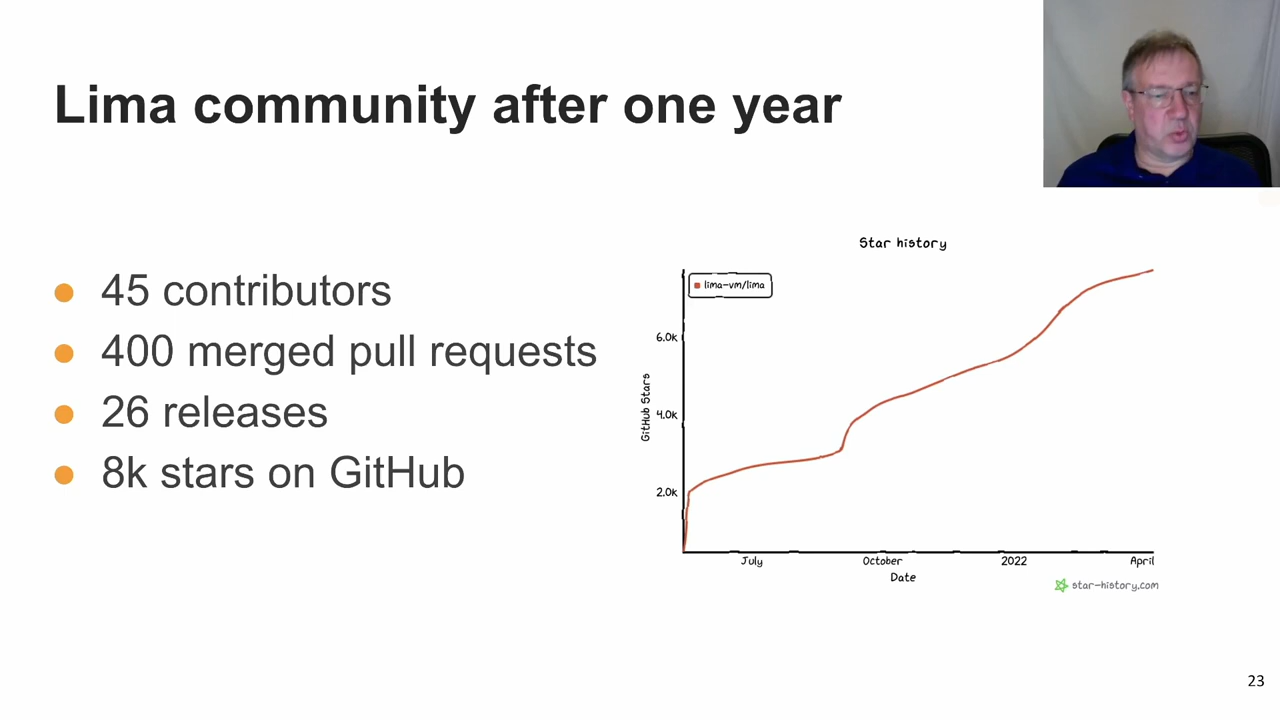 Lima community after one year
45 contributors
400 merged pull requests
26 releases
8k stars on GitHub
Star history
lima-vm/lima
6.0k
4.0k
2.0k
GitHub Stars
July
October
2022
April
Date
star-history.com
23